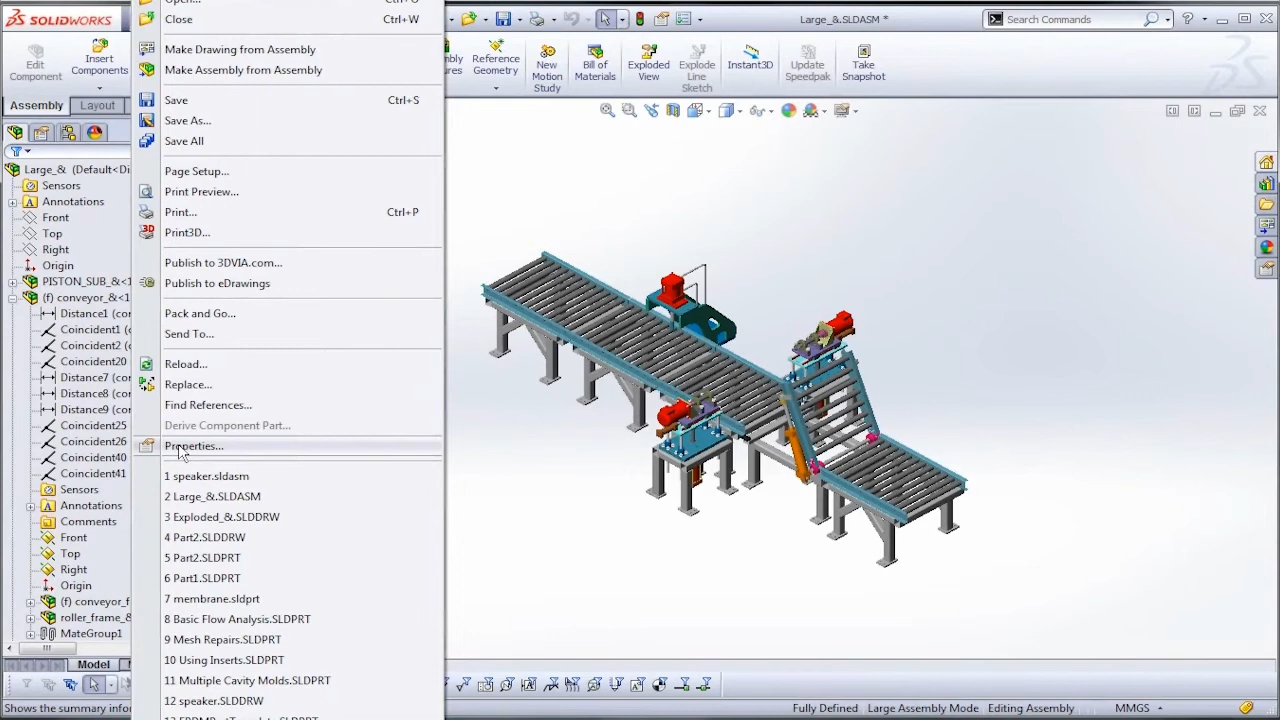 SOLIDWORKS
Open...
Close Ctrl+W
Large_&.SLDASM *
Search Commands
Edit
Component
Insert
Components
Reference
Geometry
New
Motion
Study
Bill of
Materials
Exploded
View
Explode
Line
Sketch
Instant3D
Update
Speedpak
Take
Snapshot
Assembly
Layout
Make Drawing from Assembly
Make Assembly from Assembly
Save Ctrl+S
Save As...
Save All
Page Setup...
Print Preview...
Print... Ctrl+P
Print3D...
Publish to 3DVIA.com...
Publish to eDrawings
Pack and Go...
Send To...
Reload...
Replace...
Find References...
Derive Component Part...
Properties...
1 speaker.sldasm
2 Large_&.SLDASM
3 Exploded_&.SLDDRW
4 Part2.SLDDRW
5 Part2.SLDPRT
6 Part1.SLDPRT
7 membrane.sldprt
8 Basic Flow Analysis.SLDPRT
9 Mesh Repairs.SLDPRT
10 Using Inserts.SLDPRT
11 Multiple Cavity Molds.SLDPRT
12 speaker.SLDDRW
Large_& (Default<Di
Sensors
Annotations
Front
Top
Right
Origin
PISTON_SUB_&<1
(f) conveyor_&<1
Distance1 (cor
Coincident1 (
Coincident2 (
Coincident20
Distance7 (cor
Distance8 (cor
Distance9 (cor
Coincident25
Coincident26
Coincident40
Coincident41
Sensors
Annotations
Comments
Front
Top
Right
Origin
(f) conveyor_f
roller_frame_&
MateGroup1
Model
Shows the summary infor
Fully Defined Large Assembly Mode Editing Assembly MMGS